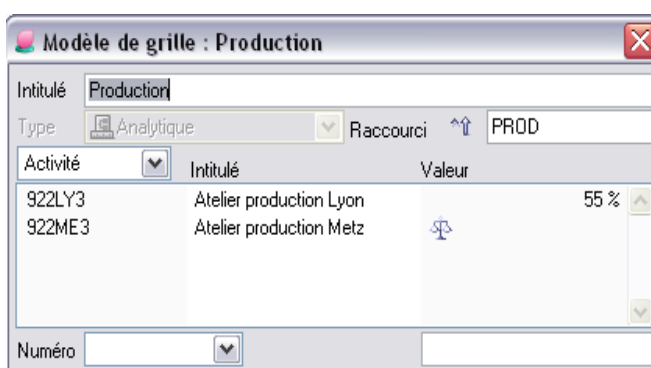 Modèle de grille : Production
Intitulé Production
Type Analytique Raccourci PROD
Activité Intitulé Valeur
922LY3 Atelier production Lyon 55 %
922ME3 Atelier production Metz
Numéro